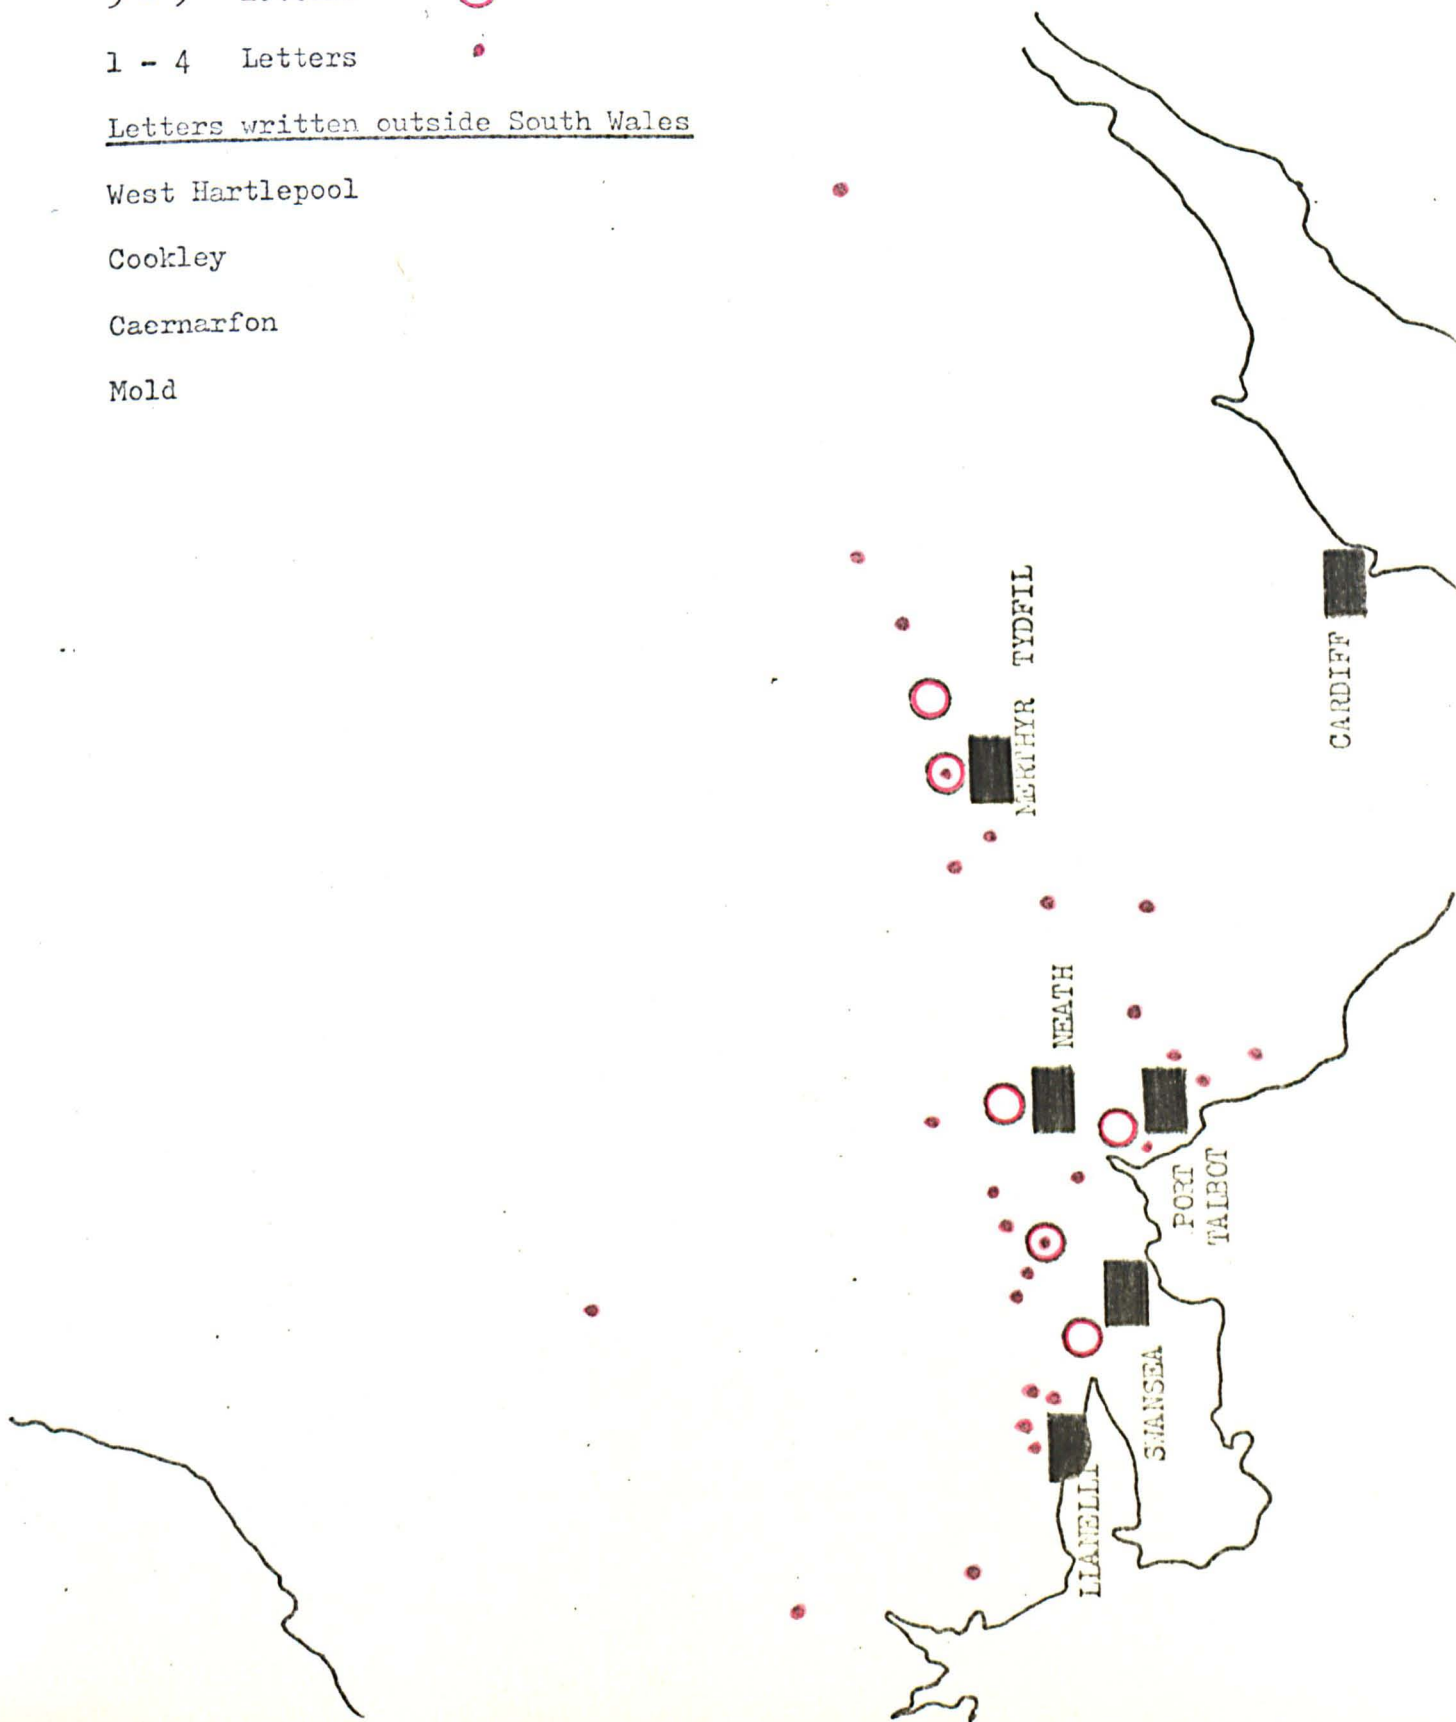 1 - 4 Letters
Letters written outside South Wales
West Hartlepool
Cookley
Caernarfon
Mold
MERTHYR TYDFIL
CARDIFF
NEATH
PORT
TALBOT
SWANSEA
LLANELLI